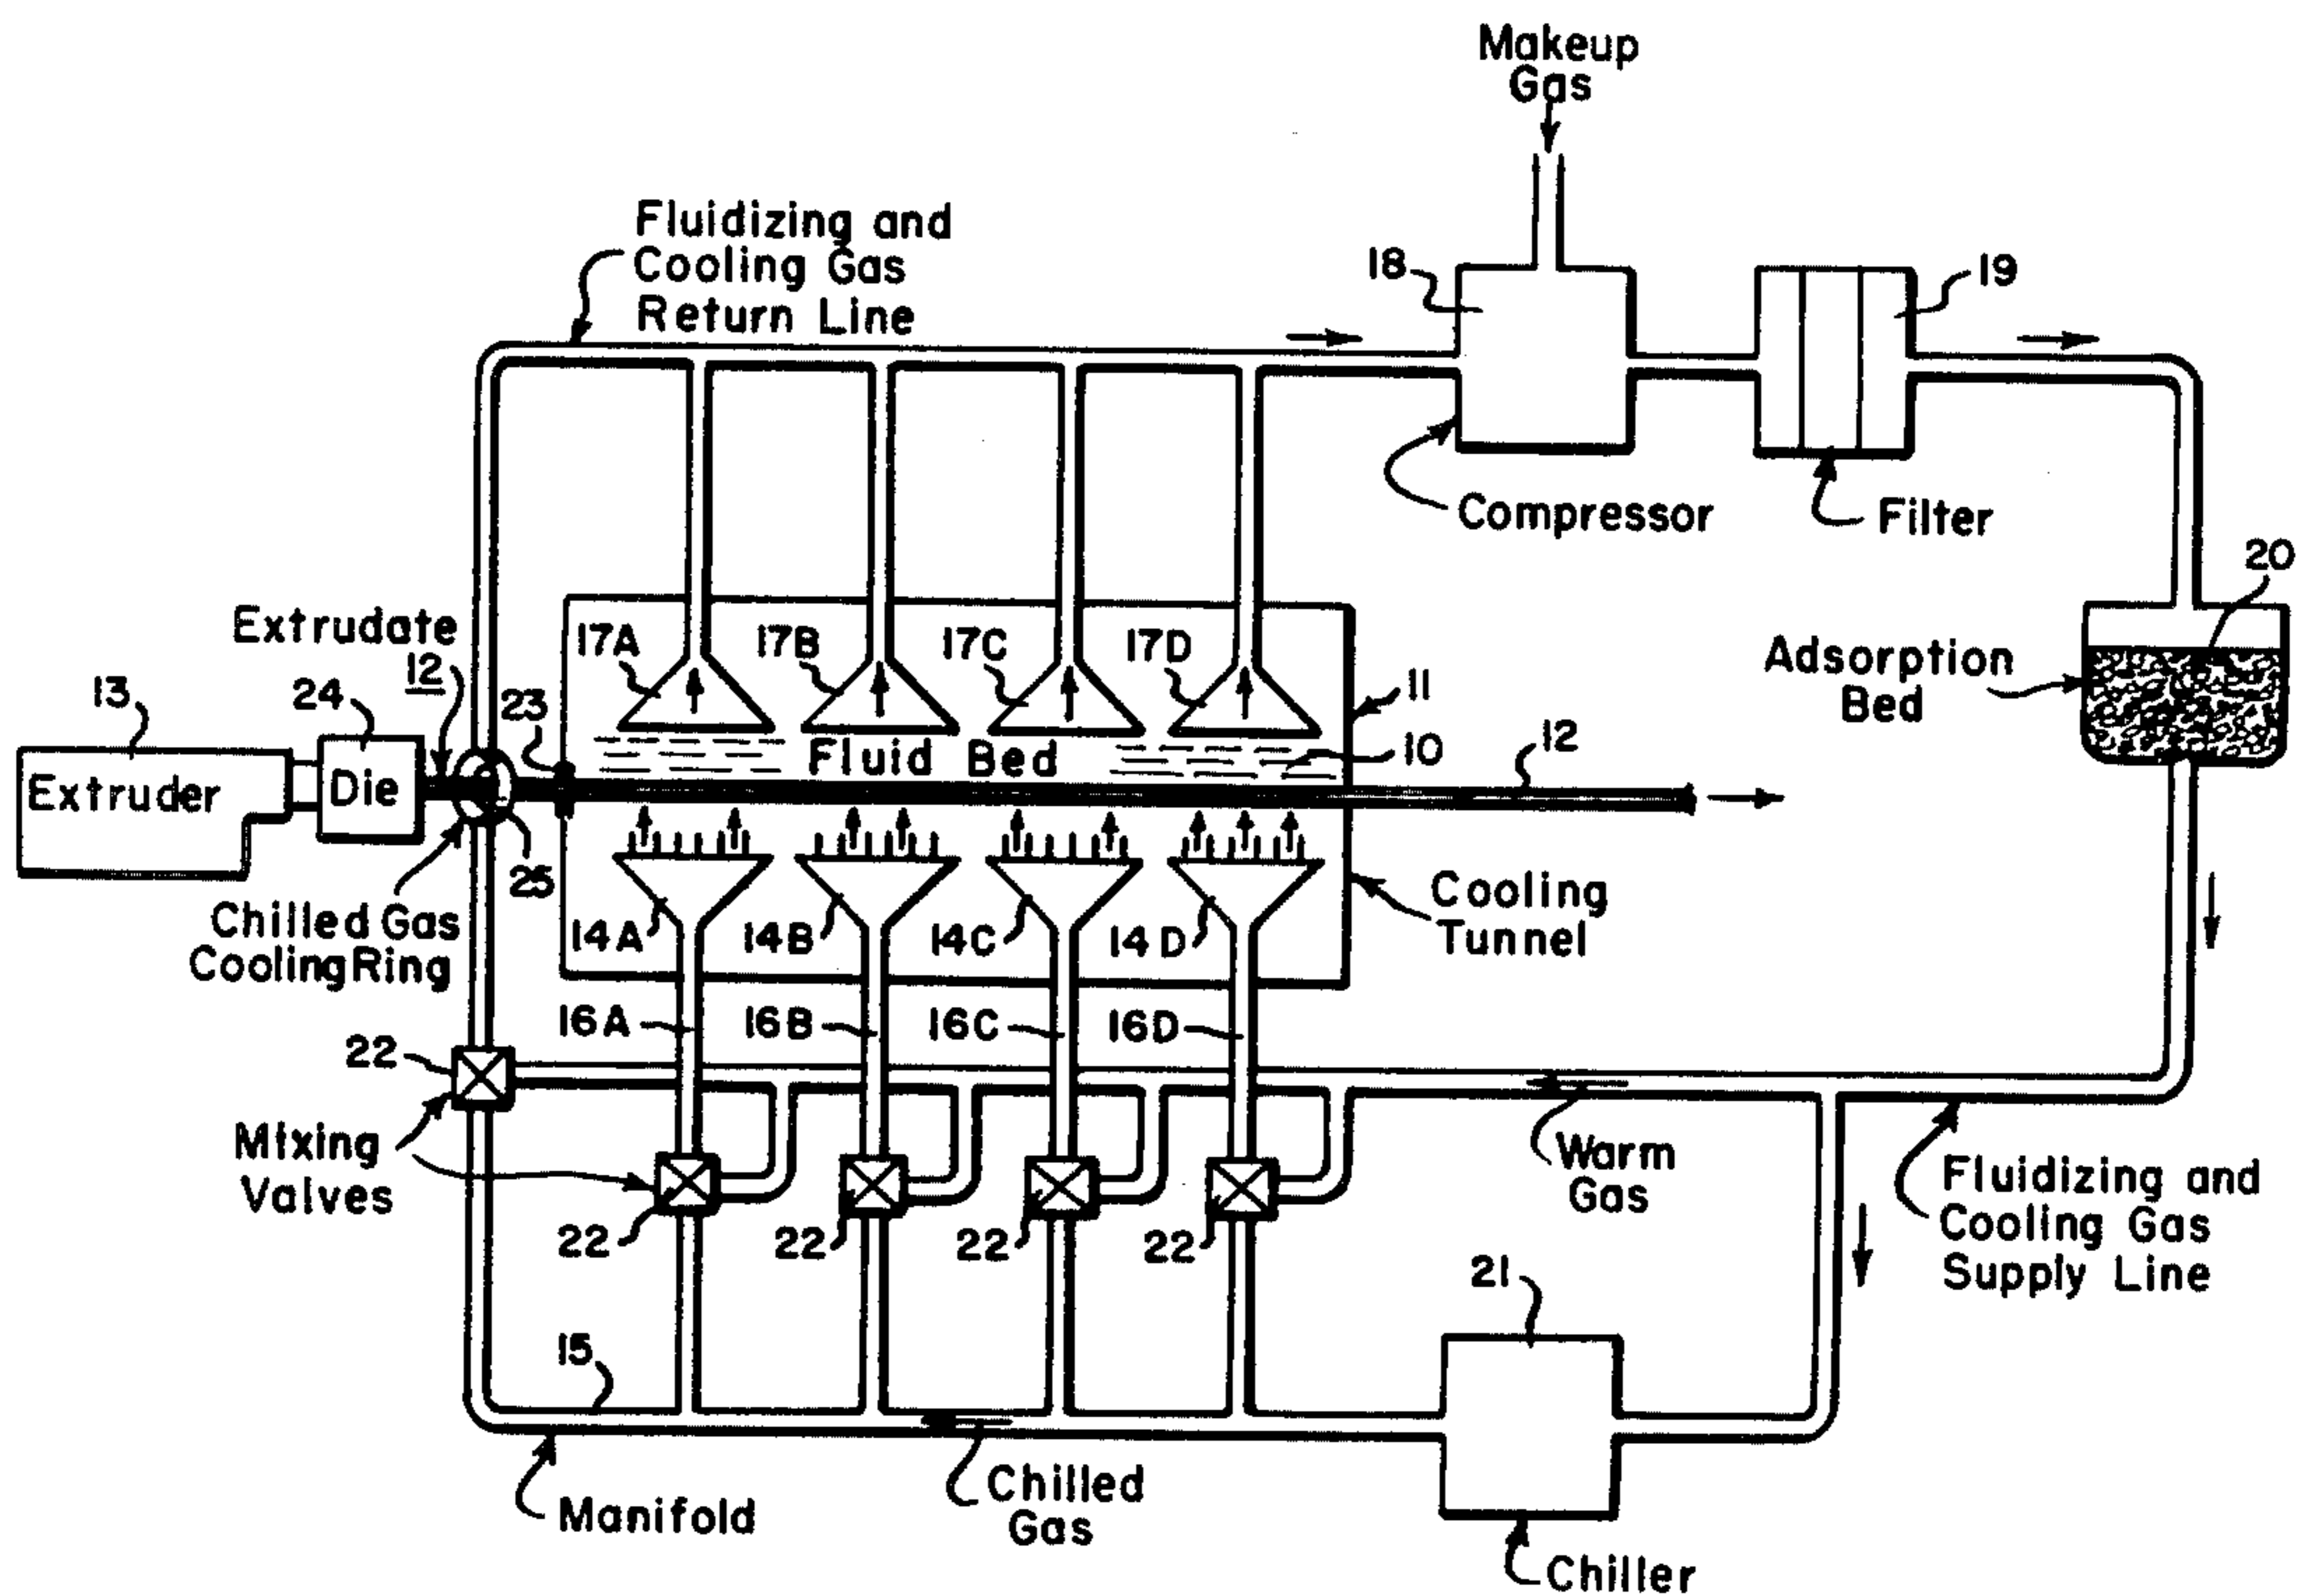 Makeup
Gas
Fluidizing and
Cooling Gas
Return Line
18
19
Compressor
Filter
20
Adsorption
Bed
Extrudate
12
13
24
23
17A
17B
17C
17D
11
Extruder
Die
Fluid Bed
10
12
25
Chilled Gas
Cooling Ring
14A
14B
14C
14D
Cooling
Tunnel
16A
16B
16C
16D
22
Mixing
Valves
22
22
22
22
Warm
Gas
Fluidizing and
Cooling Gas
Supply Line
21
15
Manifold
Chilled
Gas
Chiller